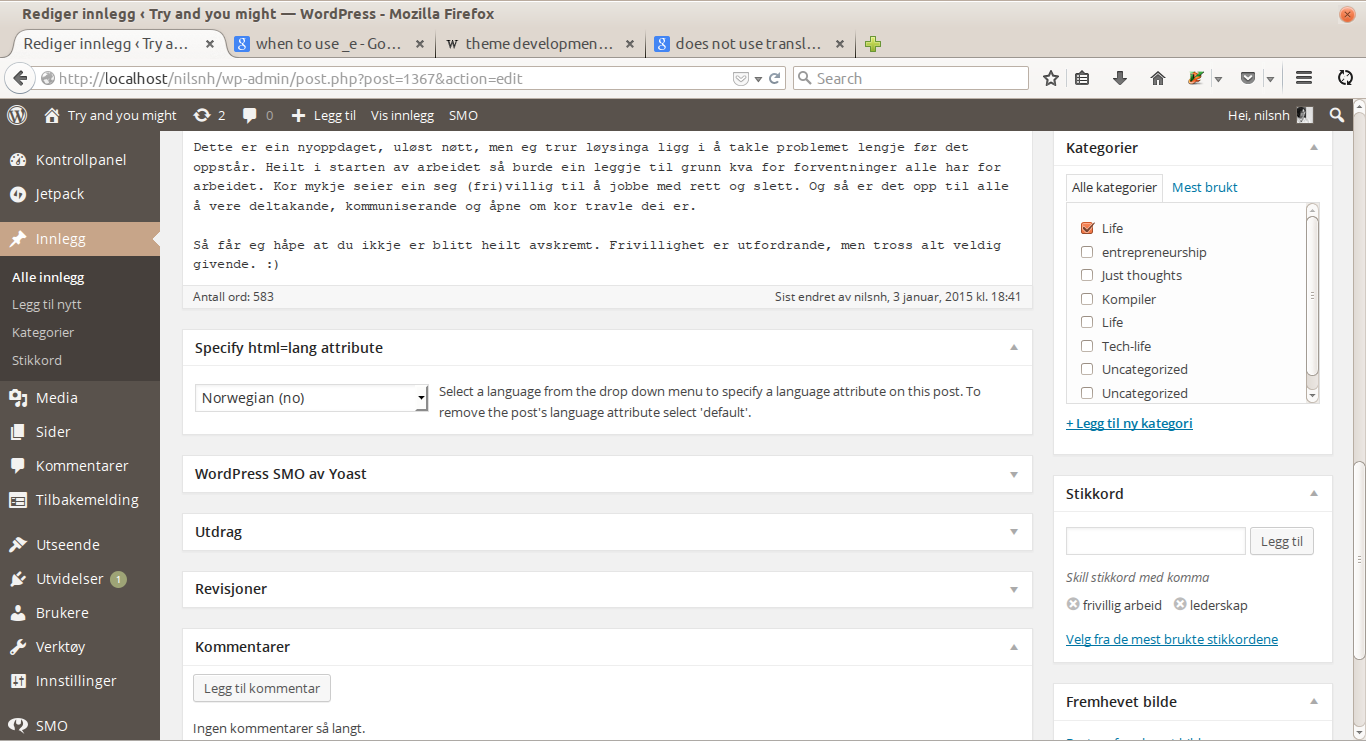 Rediger innlegg ‹ Try and you might — WordPress - Mozilla Firefox
Rediger innlegg ‹ Try a…
when to use _e - Go…
theme developmen…
does not use transl…
http://localhost/nilsnh/wp-admin/post.php?post=1367&action=edit
Search
Try and you might
2
0
Legg til
Vis innlegg
SMO
Hei, nilsnh
Kontrollpanel
Jetpack
Innlegg
Alle innlegg
Legg til nytt
Kategorier
Stikkord
Media
Sider
Kommentarer
Tilbakemelding
Utseende
Utvidelser 1
Brukere
Verktøy
Innstillinger
SMO
Dette er ein nyoppdaget, uløst nøtt, men eg trur løysinga ligg i å takle problemet lengje før det
oppstår. Heilt i starten av arbeidet så burde ein leggje til grunn kva for forventninger alle har for
arbeidet. Kor mykje seier ein seg (fri)villig til å jobbe med rett og slett. Og så er det opp til alle
å vere deltakande, kommuniserande og åpne om kor travle dei er.
Så får eg håpe at du ikkje er blitt heilt avskremt. Frivillighet er utfordrande, men tross alt veldig
givende. :)
Antall ord: 583
Sist endret av nilsnh, 3 januar, 2015 kl. 18:41
Specify html=lang attribute
Norwegian (no)
Select a language from the drop down menu to specify a language attribute on this post. To
remove the post's language attribute select 'default'.
WordPress SMO av Yoast
Utdrag
Revisjoner
Kommentarer
Legg til kommentar
Ingen kommentarer så langt.
Kategorier
Alle kategorier
Mest brukt
Life
entrepreneurship
Just thoughts
Kompiler
Life
Tech-life
Uncategorized
Uncategorized
+ Legg til ny kategori
Stikkord
Legg til
Skill stikkord med komma
frivillig arbeid
lederskap
Velg fra de mest brukte stikkordene
Fremhevet bilde